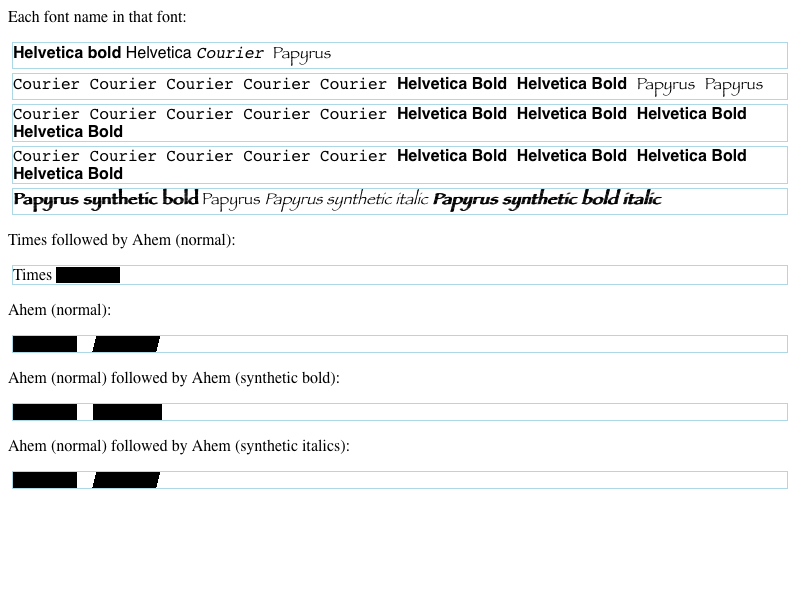 Each font name in that font:
Helvetica bold Helvetica Courier Papyrus
Courier Courier Courier Courier Courier Helvetica Bold Helvetica Bold Papyrus Papyrus
Courier Courier Courier Courier Courier Helvetica Bold Helvetica Bold Helvetica Bold
Helvetica Bold
Courier Courier Courier Courier Courier Helvetica Bold Helvetica Bold Helvetica Bold
Helvetica Bold
Papyrus synthetic bold Papyrus Papyrus synthetic italic Papyrus synthetic bold italic
Times followed by Ahem (normal):
Times
Ahem (normal):
Ahem (normal) followed by Ahem (synthetic bold):
Ahem (normal) followed by Ahem (synthetic italics):